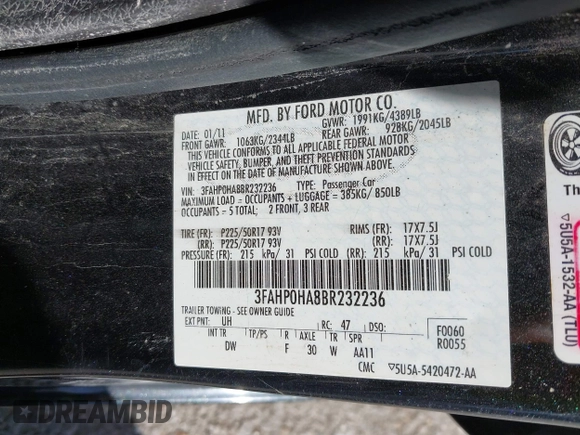 MFD. BY FORD MOTOR CO.
DATE: 01/11 GVWR: 1991KG/4389LB
FRONT GAWR: 1063KG/2344LB REAR GAWR: 928KG/2045LB
THIS VEHICLE CONFORMS TO ALL APPLICABLE FEDERAL MOTOR
VEHICLE SAFETY, BUMPER, AND THEFT PREVENTION STANDARDS
IN EFFECT ON THE DATE OF MANUFACTURE SHOWN ABOVE.
VIN: 3FAHP0HA8BR232236 TYPE: Passenger Car
MAXIMUM LOAD = OCCUPANTS + LUGGAGE = 385KG/850LB
OCCUPANTS = 5 TOTAL: 2 FRONT, 3 REAR
TIRE (FR): P225/50R17 93V RIMS (FR): 17X7.5J
(RR): P225/50R17 93V (RR): 17X7.5J
PRESSURE (FR): 215 kPa/ 31 PSI COLD (RR): 215 kPa/ 31 PSI COLD
3FAHP0HA8BR232236
TRAILER TOWING - SEE OWNER GUIDE
EXT PNT: UH RC: 47 DSO: F0060
INT TR TP/PS R AXLE TR SPR R0055
DW F 30 W AA11
CMC 5U5A-5420472-AA
Th
5U5A-1532-AA (TLU)
DREAMBID